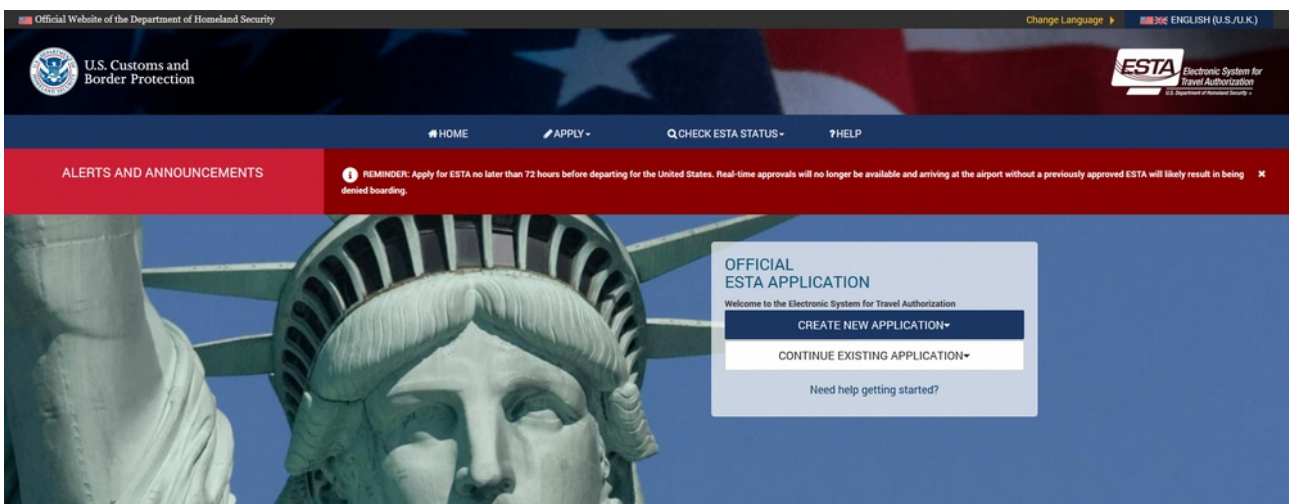 Official Website of the Department of Homeland Security
Change Language
ENGLISH (U.S./U.K.)
U.S. Customs and
Border Protection
ESTA
Electronic System for
Travel Authorization
U.S. Department of Homeland Security
HOME
APPLY
CHECK ESTA STATUS
?HELP
ALERTS AND ANNOUNCEMENTS
REMINDER: Apply for ESTA no later than 72 hours before departing for the United States. Real-time approvals will no longer be available and arriving at the airport without a previously approved ESTA will likely result in being
denied boarding.
OFFICIAL
ESTA APPLICATION
Welcome to the Electronic System for Travel Authorization
CREATE NEW APPLICATION
CONTINUE EXISTING APPLICATION
Need help getting started?